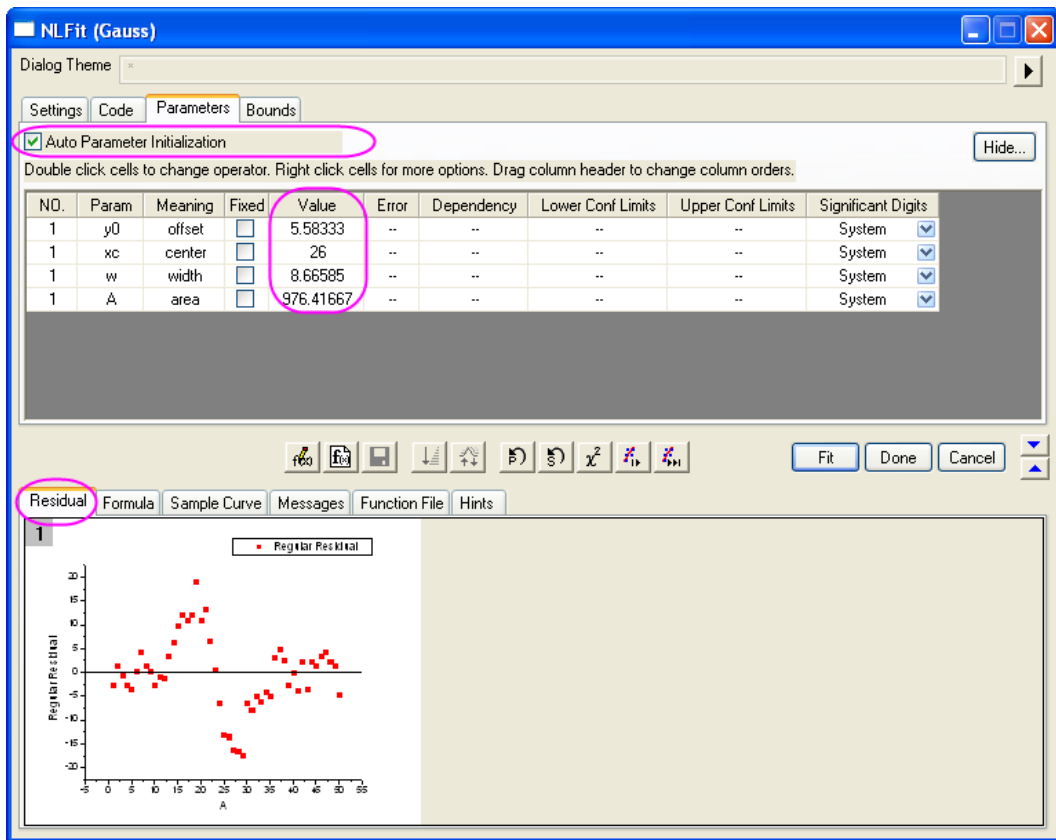 NLFit (Gauss)
Dialog Theme *
Settings Code Parameters Bounds
Auto Parameter Initialization
Hide...
Double click cells to change operator. Right click cells for more options. Drag column header to change column orders.
NO. Param Meaning Fixed Value Error Dependency Lower Conf Limits Upper Conf Limits Significant Digits
1 y0 offset 5.58333 -- -- -- -- System
1 xc center 26 -- -- -- -- System
1 w width 8.66585 -- -- -- -- System
1 A area 976.41667 -- -- -- -- System
f(x) P S χ²
Fit Done Cancel
Residual Formula Sample Curve Messages Function File Hints
1
Regular Residual
20
15
10
5
0
-5
-10
-15
-20
Regular Residual
-5 0 5 10 15 20 25 30 35 40 45 50 55
A